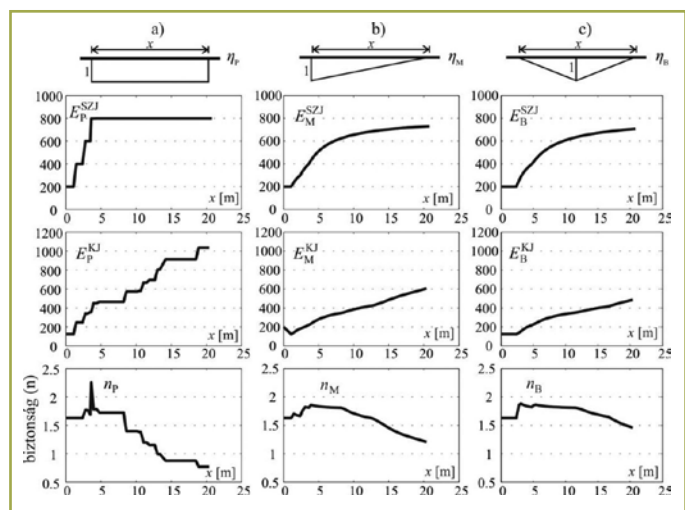 a) b) c)
x x x
1 η_P 1 η_M 1 η_B
1000 1000 1000
E_P^SZJ E_M^SZJ E_B^SZJ
800 800 800
600 600 600
400 400 400
200 200 200
x [m] x [m] x [m]
0 0 0
0 5 10 15 20 25 0 5 10 15 20 25 0 5 10 15 20 25
1200 1200 1200
E_P^KJ E_M^KJ E_B^KJ
1000 1000 1000
800 800 800
600 600 600
400 400 400
200 200 200
x [m] x [m] x [m]
0 0 0
0 5 10 15 20 25 0 5 10 15 20 25 0 5 10 15 20 25
biztonság (n)
2.5 2.5 2.5
n_P n_M n_B
2 2 2
1.5 1.5 1.5
1 1 1
x [m] x [m] x [m]
0.5 0.5 0.5
0 5 10 15 20 25 0 5 10 15 20 25 0 5 10 15 20 25